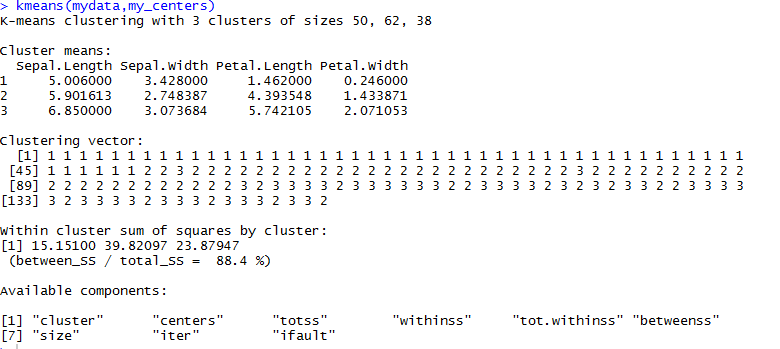 > kmeans(mydata,my_centers)
K-means clustering with 3 clusters of sizes 50, 62, 38
Cluster means:
Sepal.Length Sepal.Width Petal.Length Petal.Width
1 5.006000 3.428000 1.462000 0.246000
2 5.901613 2.748387 4.393548 1.433871
3 6.850000 3.073684 5.742105 2.071053
Clustering vector:
[1] 1 1 1 1 1 1 1 1 1 1 1 1 1 1 1 1 1 1 1 1 1 1 1 1 1 1 1 1 1 1 1 1 1 1 1 1 1 1 1 1 1 1 1 1
[45] 1 1 1 1 1 1 2 2 3 2 2 2 2 2 2 2 2 2 2 2 2 2 2 2 2 2 2 2 2 2 2 2 2 3 2 2 2 2 2 2 2 2 2 2
[89] 2 2 2 2 2 2 2 2 2 2 2 2 3 2 3 3 3 3 2 3 3 3 3 3 3 2 2 3 3 3 3 2 3 2 3 2 3 3 2 2 3 3 3 3
[133] 3 2 3 3 3 3 2 3 3 3 2 3 3 3 2 3 3 2
Within cluster sum of squares by cluster:
[1] 15.15100 39.82097 23.87947
(between_SS / total_SS = 88.4 %)
Available components:
[1] "cluster" "centers" "totss" "withinss" "tot.withinss" "betweenss"
[7] "size" "iter" "ifault"